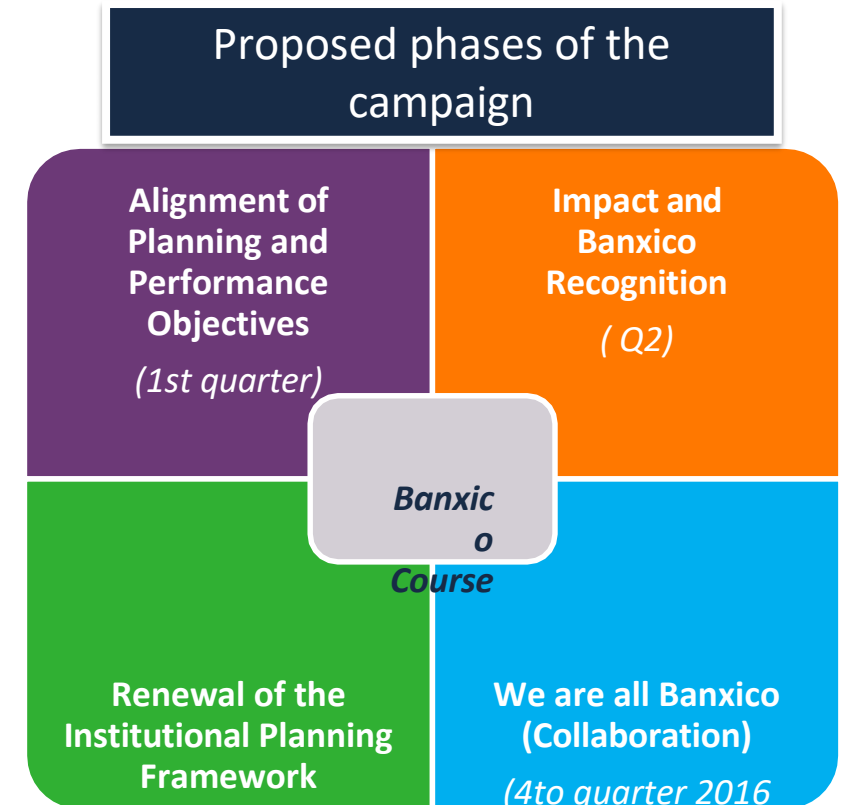 Proposed phases of the
campaign
Alignment of
Planning and
Performance
Objectives
(1st quarter)
Impact and
Banxico
Recognition
( Q2)
Banxic
o
Course
Renewal of the
Institutional Planning
Framework
We are all Banxico
(Collaboration)
(4to quarter 2016